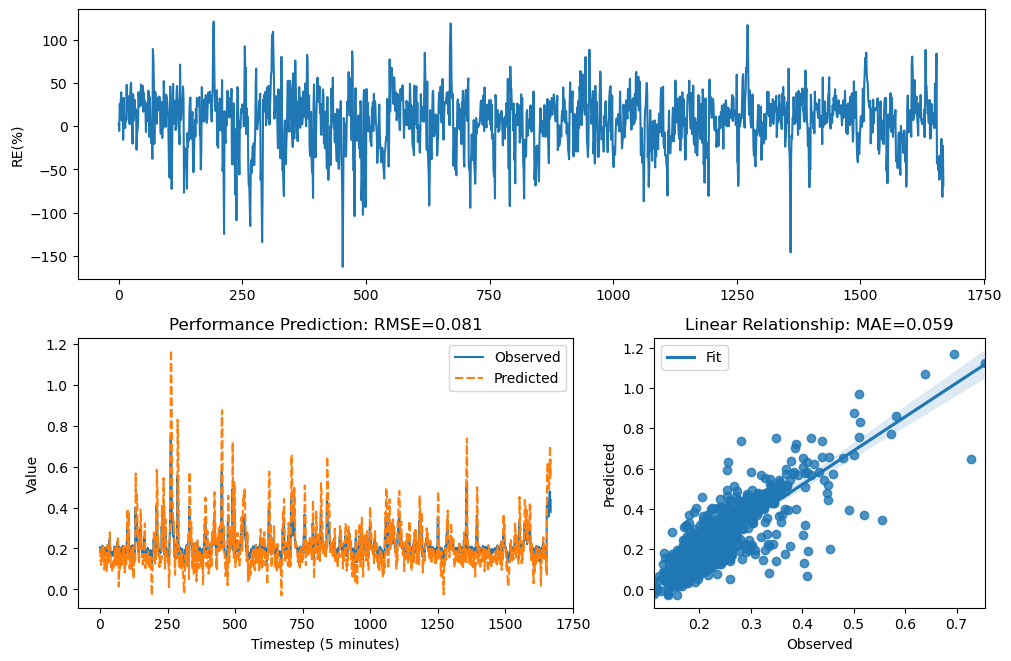 100
50
0
−50
−100
−150
RE(%)
0 250 500 750 1000 1250 1500 1750
Performance Prediction: RMSE=0.081
1.2
1.0
0.8
0.6
0.4
0.2
0.0
Value
Observed
Predicted
0 250 500 750 1000 1250 1500 1750
Timestep (5 minutes)
Linear Relationship: MAE=0.059
1.2
1.0
0.8
0.6
0.4
0.2
0.0
Predicted
Fit
0.2 0.3 0.4 0.5 0.6 0.7
Observed